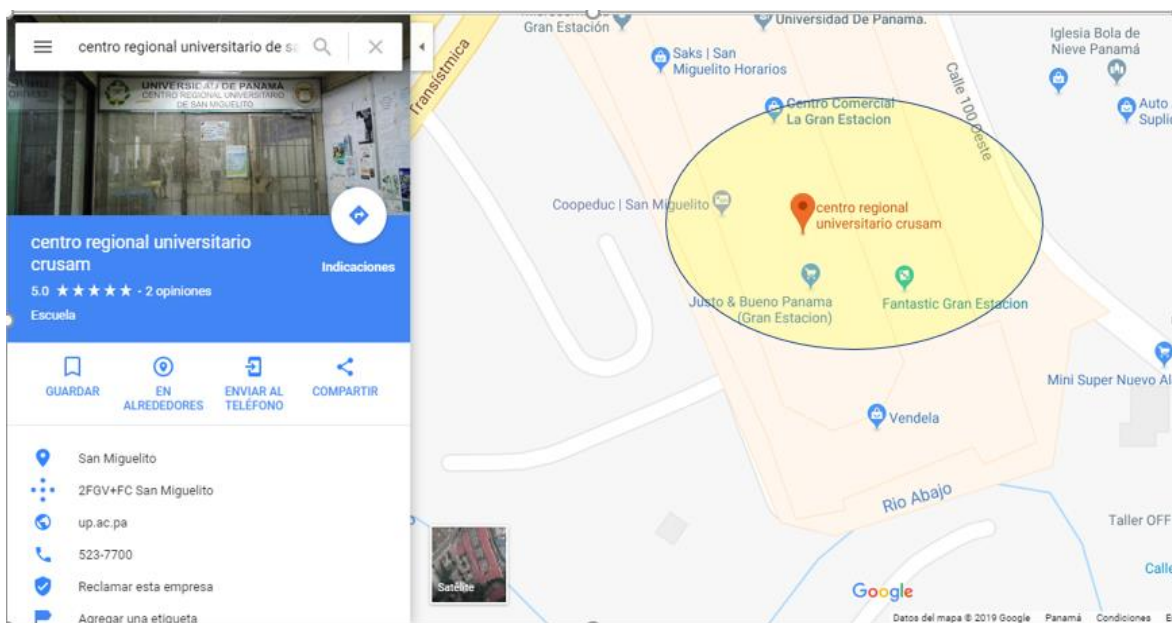 centro regional universitario de sa
UNIVERSIDAD DE PANAMÁ
CENTRO REGIONAL UNIVERSITARIO
DE SAN MIGUELITO
centro regional universitario
crusam
Indicaciones
5.0 ★★★★★ - 2 opiniones
Escuela
GUARDAR
EN
ALREDEDORES
ENVIAR AL
TELÉFONO
COMPARTIR
San Miguelito
2FGV+FC San Miguelito
up.ac.pa
523-7700
Reclamar esta empresa
Agregar una etiqueta
Gran Estación
Universidad De Panama.
Iglesia Bola de
Nieve Panamá
Transístmica
Saks | San
Miguelito Horarios
Calle 100 Oeste
Auto
Suplic
Centro Comercial
La Gran Estacion
Coopeduc | San Miguelito
centro regional
universitario crusam
Justo & Bueno Panama
(Gran Estacion)
Fantastic Gran Estacion
Mini Super Nuevo Al
Vendela
Rio Abajo
Taller OFF
Calle
Satélite
Google
Datos del mapa © 2019 Google Panamá Condiciones E